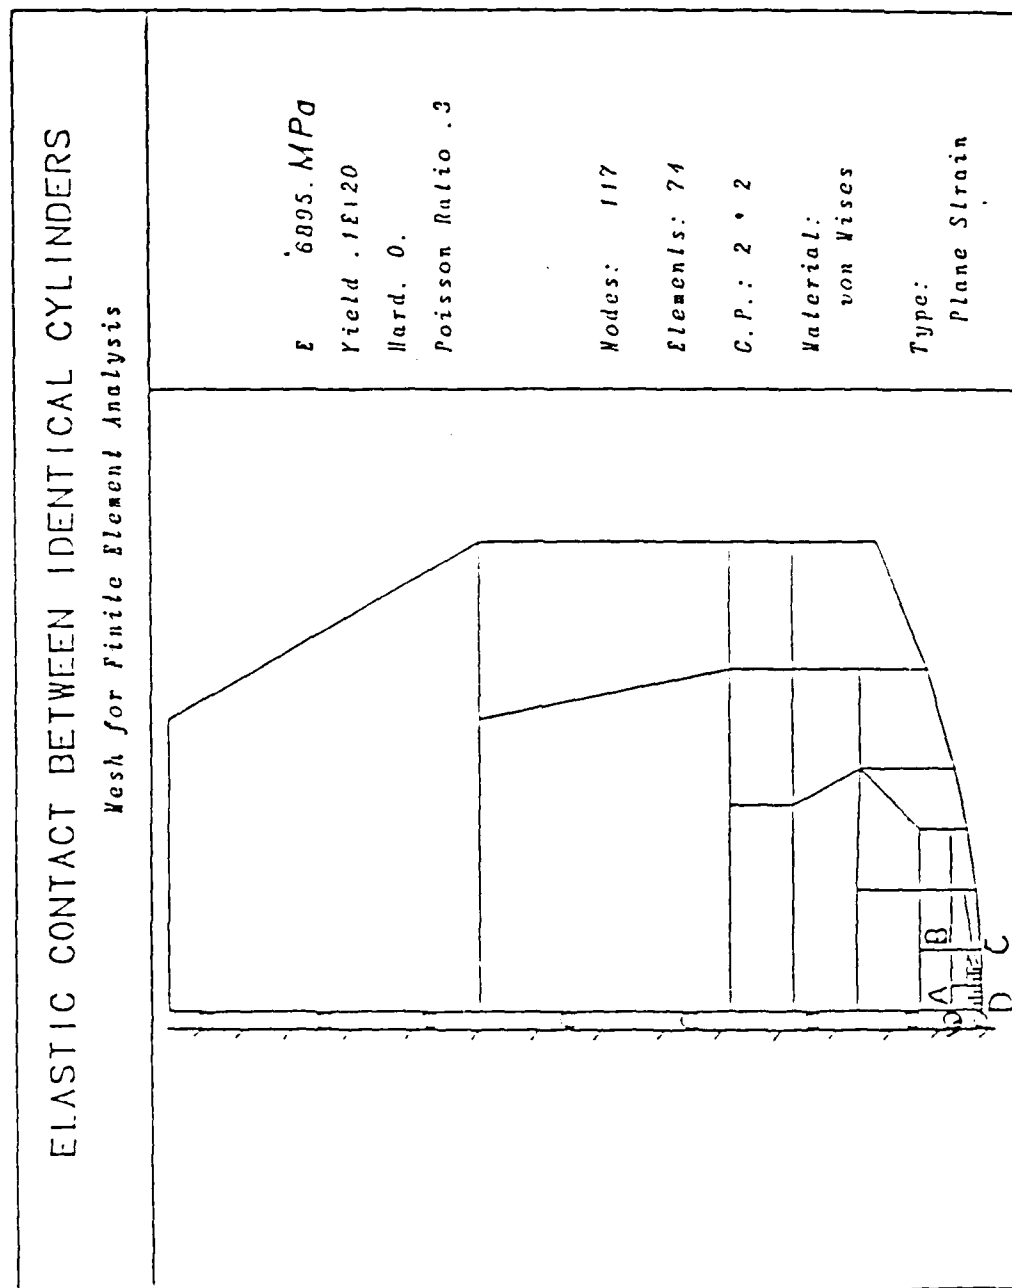 ELASTIC CONTACT BETWEEN IDENTICAL CYLINDERS
Mesh for Finite Element Analysis
E 6895. MPa
Yield .1E120
Hard. 0.
Poisson Ratio .3
Nodes: 117
Elements: 74
G.P.: 2 * 2
Material:
von Mises
Type:
Plane Strain
A
B
C
D